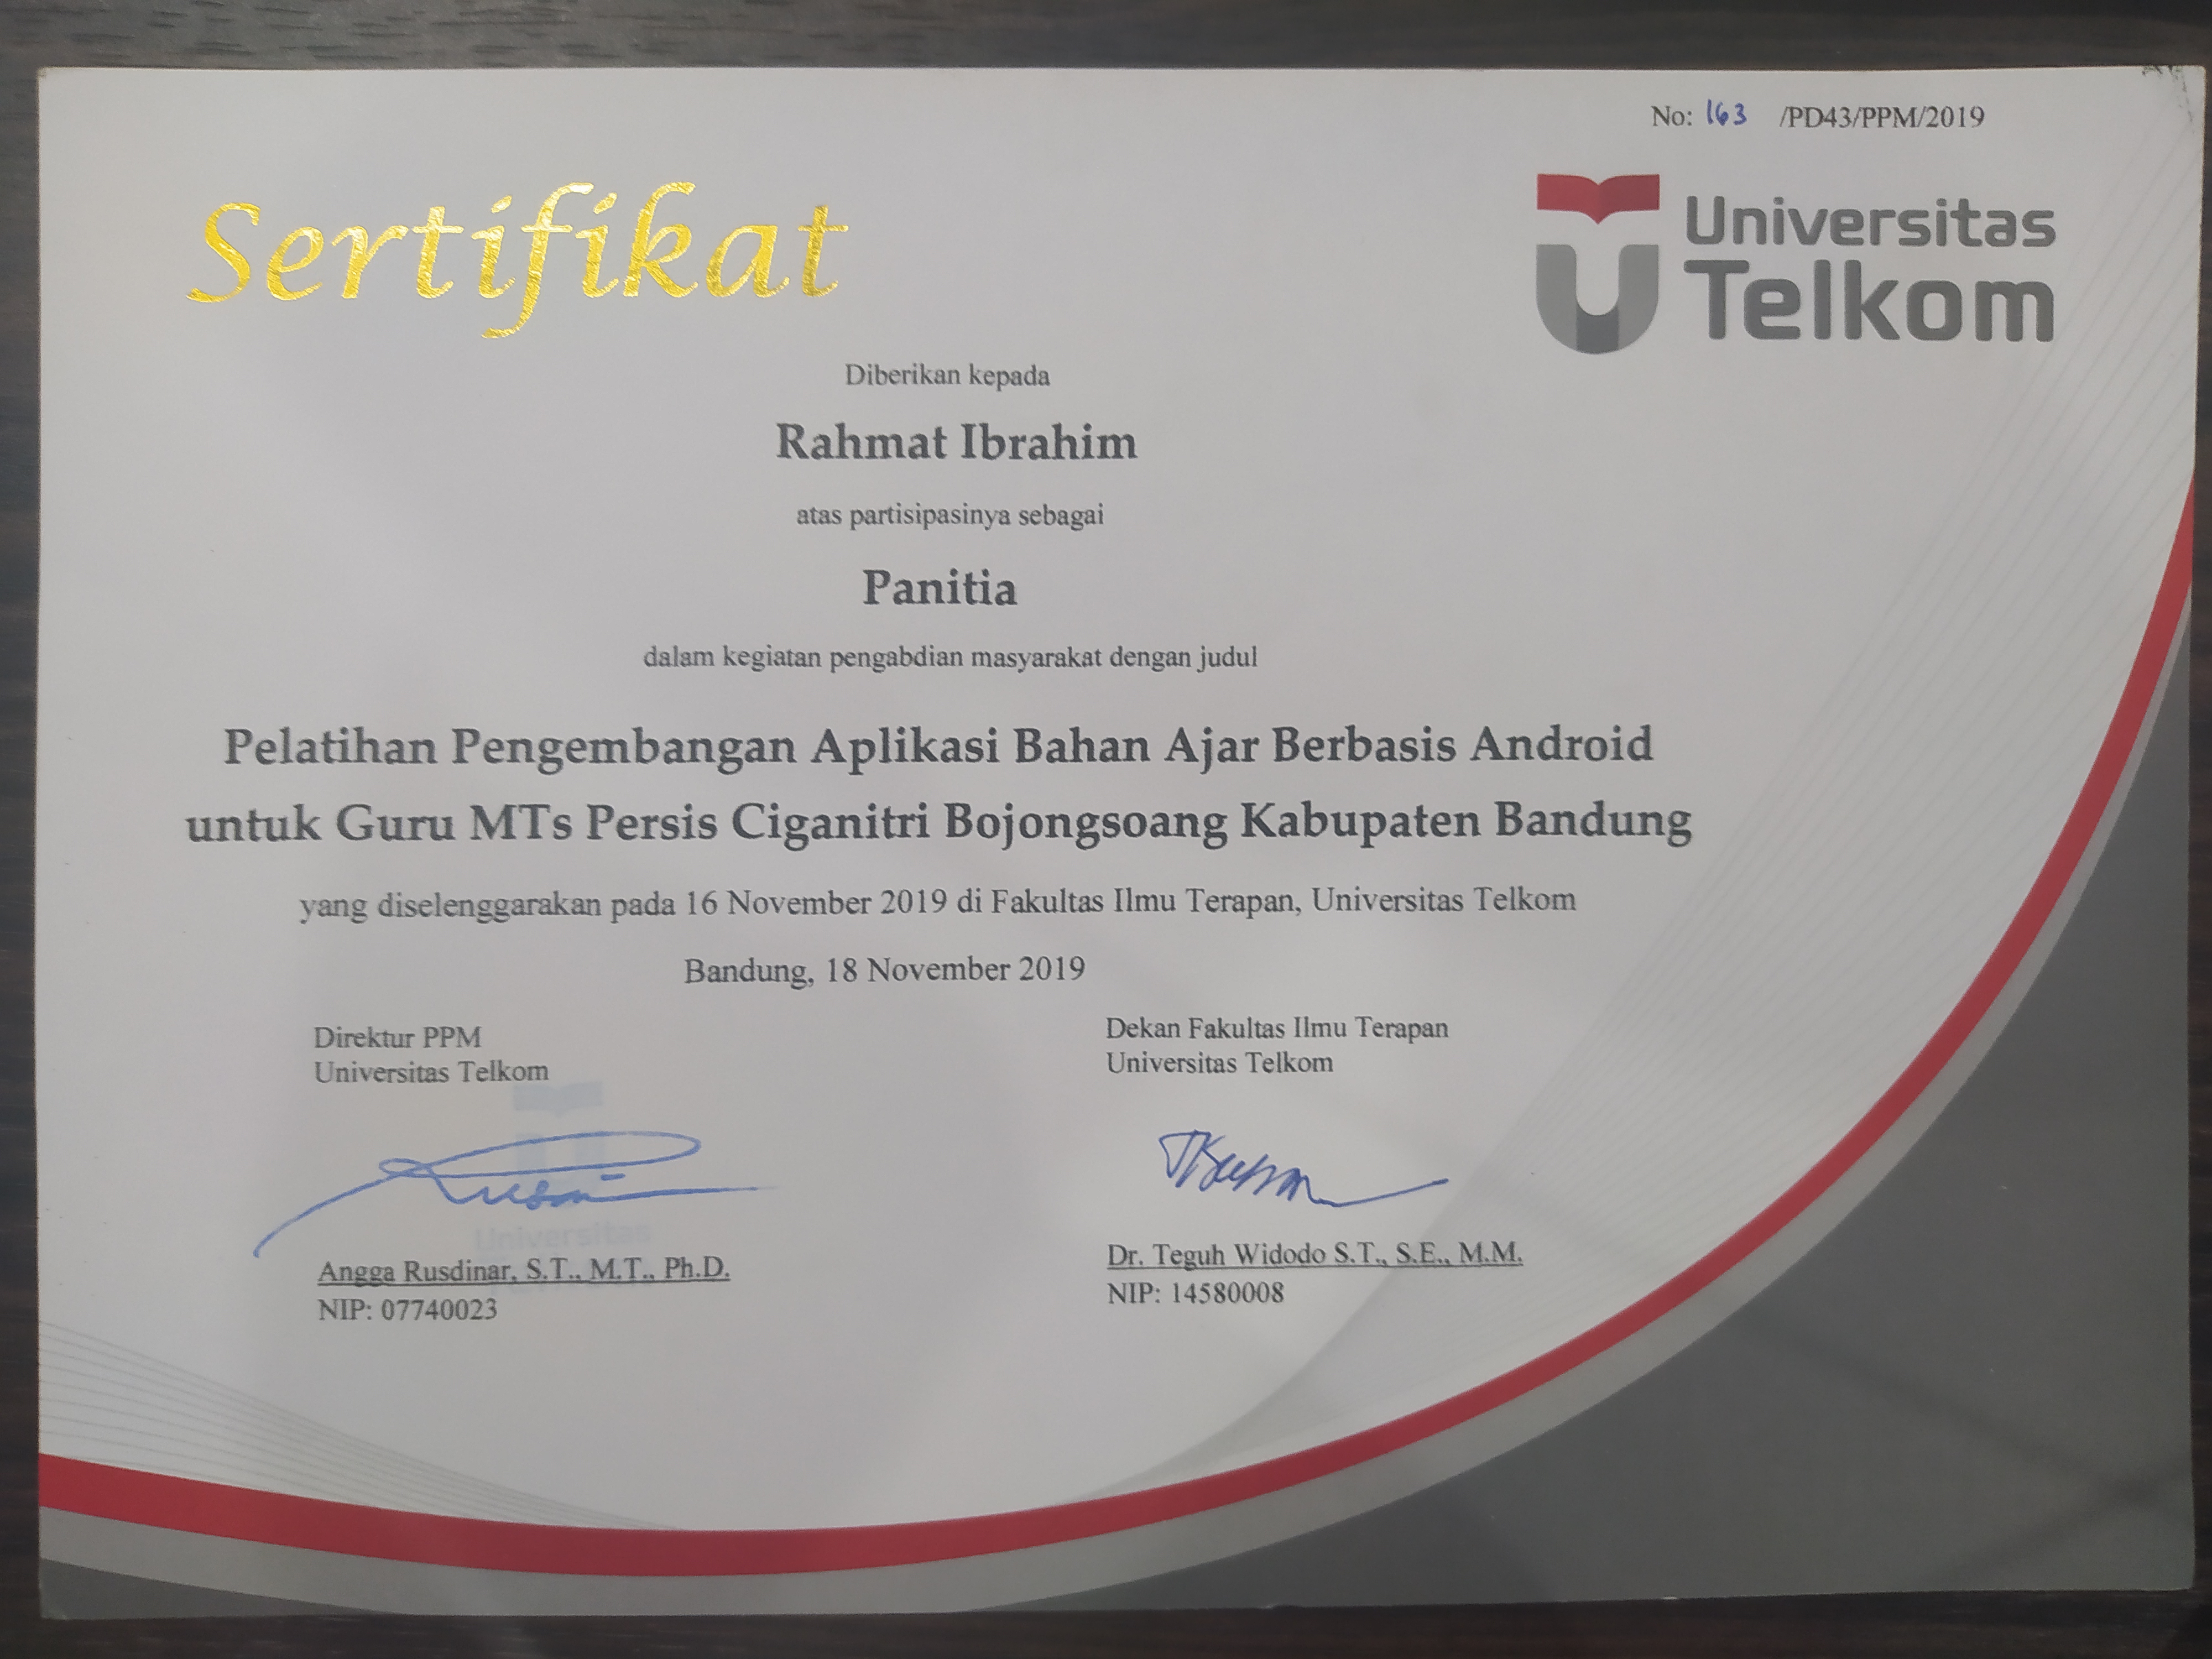 No: 163 /PD43/PPM/2019
Sertifikat
Universitas
Telkom
Diberikan kepada
Rahmat Ibrahim
atas partisipasinya sebagai
Panitia
dalam kegiatan pengabdian masyarakat dengan judul
Pelatihan Pengembangan Aplikasi Bahan Ajar Berbasis Android
untuk Guru MTs Persis Ciganitri Bojongsoang Kabupaten Bandung
yang diselenggarakan pada 16 November 2019 di Fakultas Ilmu Terapan, Universitas Telkom
Bandung, 18 November 2019
Direktur PPM
Universitas Telkom
Universitas
Angga Rusdinar, S.T., M.T., Ph.D.
NIP: 07740023
Dekan Fakultas Ilmu Terapan
Universitas Telkom
Dr. Teguh Widodo S.T., S.E., M.M.
NIP: 14580008